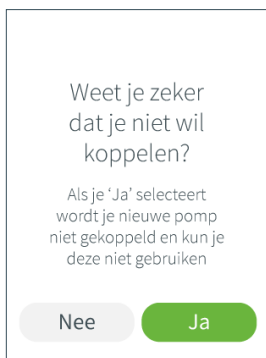 Weet je zeker
dat je niet wil
koppelen?
Als je ‘Ja’ selecteert
wordt je nieuwe pomp
niet gekoppeld en kun je
deze niet gebruiken
Nee Ja